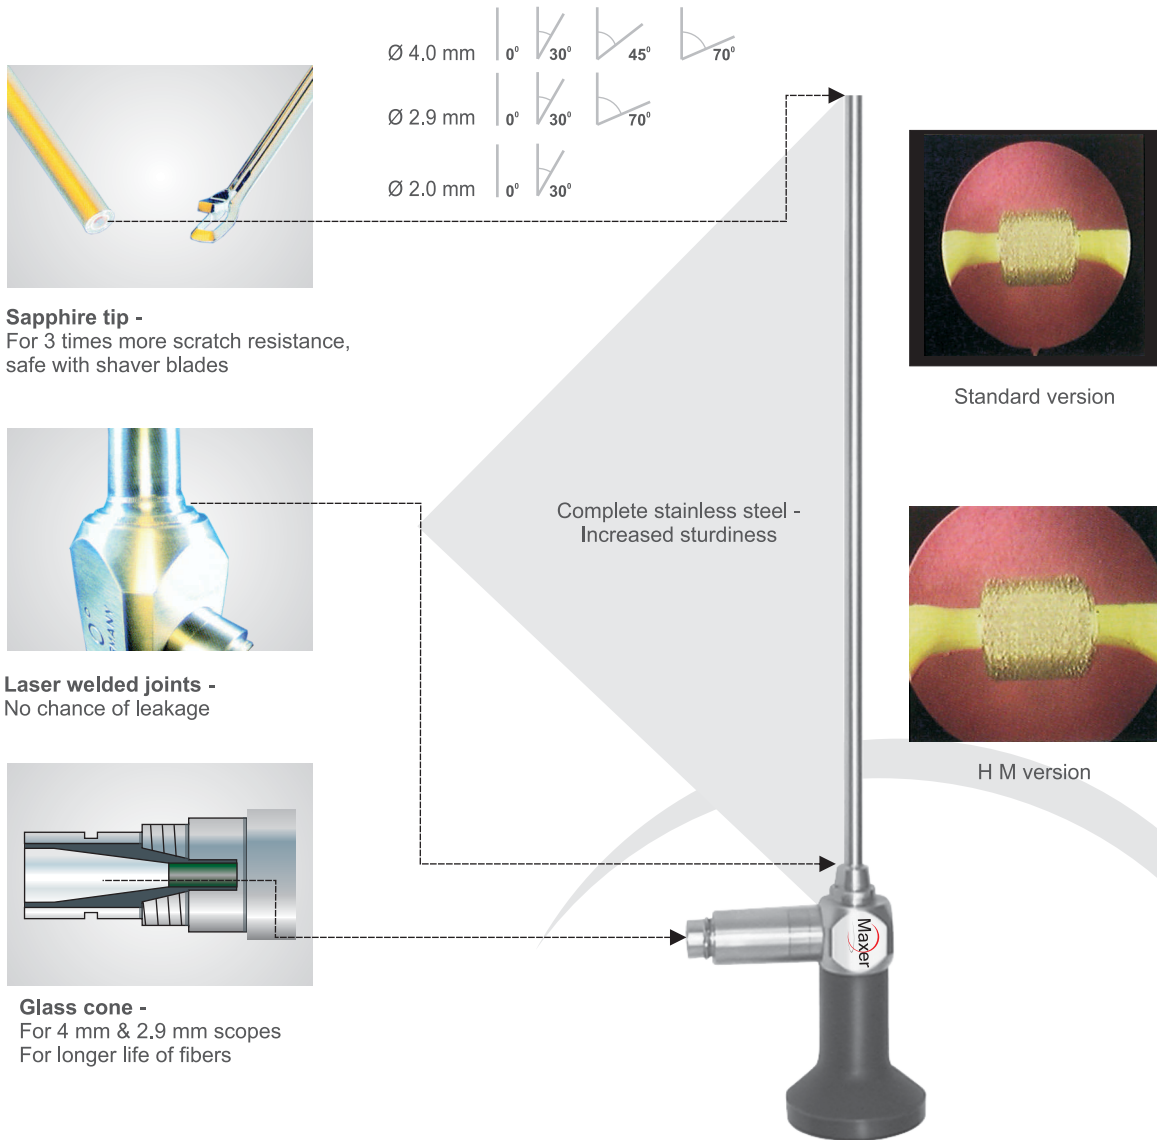 Ø 4.0 mm 0° 30° 45° 70°
Ø 2.9 mm 0° 30° 70°
Ø 2.0 mm 0° 30°
Sapphire tip -
For 3 times more scratch resistance,
safe with shaver blades
Standard version
Complete stainless steel -
Increased sturdiness
Laser welded joints -
No chance of leakage
H M version
Maxer
Glass cone -
For 4 mm & 2.9 mm scopes
For longer life of fibers